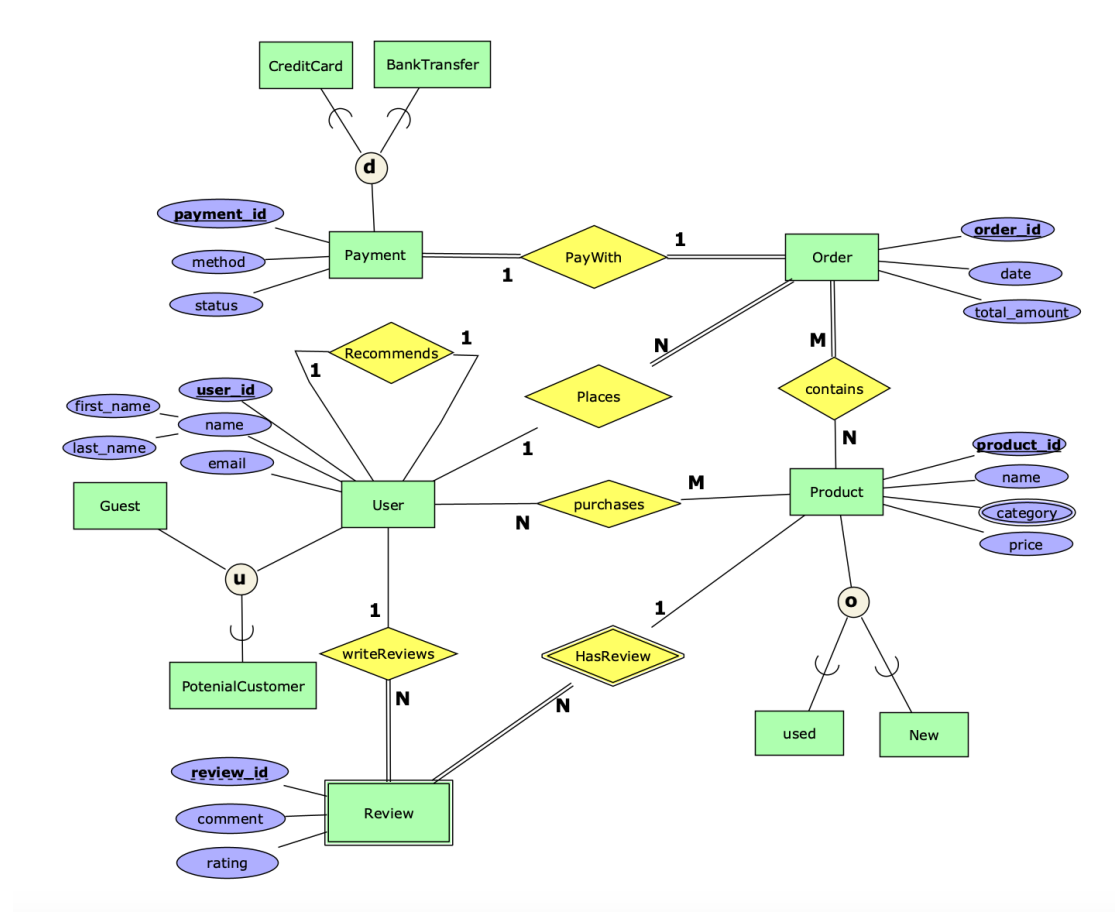 CreditCard
BankTransfer
d
payment_id
method
status
Payment
1
PayWith
1
Order
order_id
date
total_amount
Recommends
1
1
N
Places
1
M
contains
N
user_id
first_name
name
last_name
email
Guest
User
N
purchases
M
Product
product_id
name
category
price
u
o
1
writeReviews
N
1
HasReview
N
PotenialCustomer
used
New
review_id
comment
rating
Review